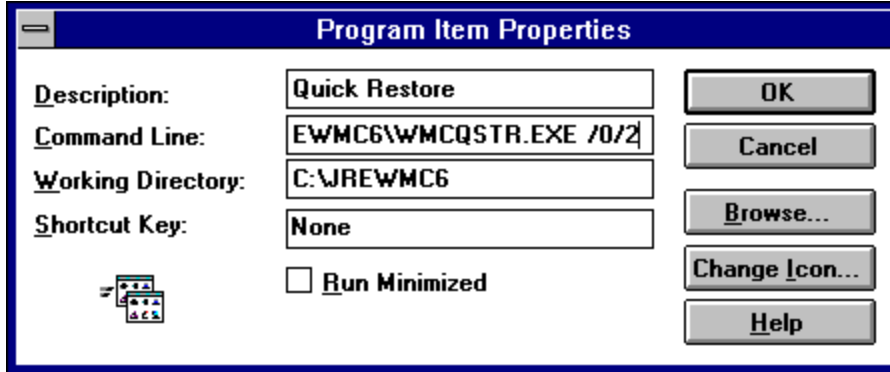 Program Item Properties
Description: Quick Restore
Command Line: EWMC6\WMCQSTR.EXE /0/2
Working Directory: C:\JREWMC6
Shortcut Key: None
Run Minimized
OK
Cancel
Browse...
Change Icon...
Help